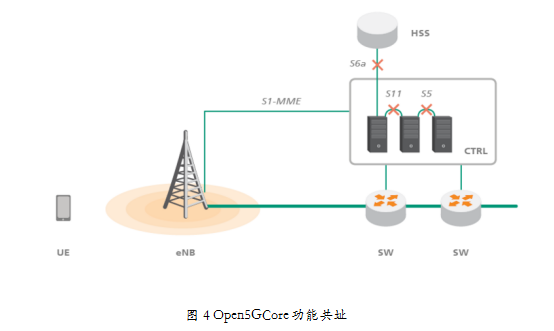 HSS
S6a
S11
S5
S1-MME
CTRL
UE
eNB
SW
SW
图 4 Open5GCore 功能共址